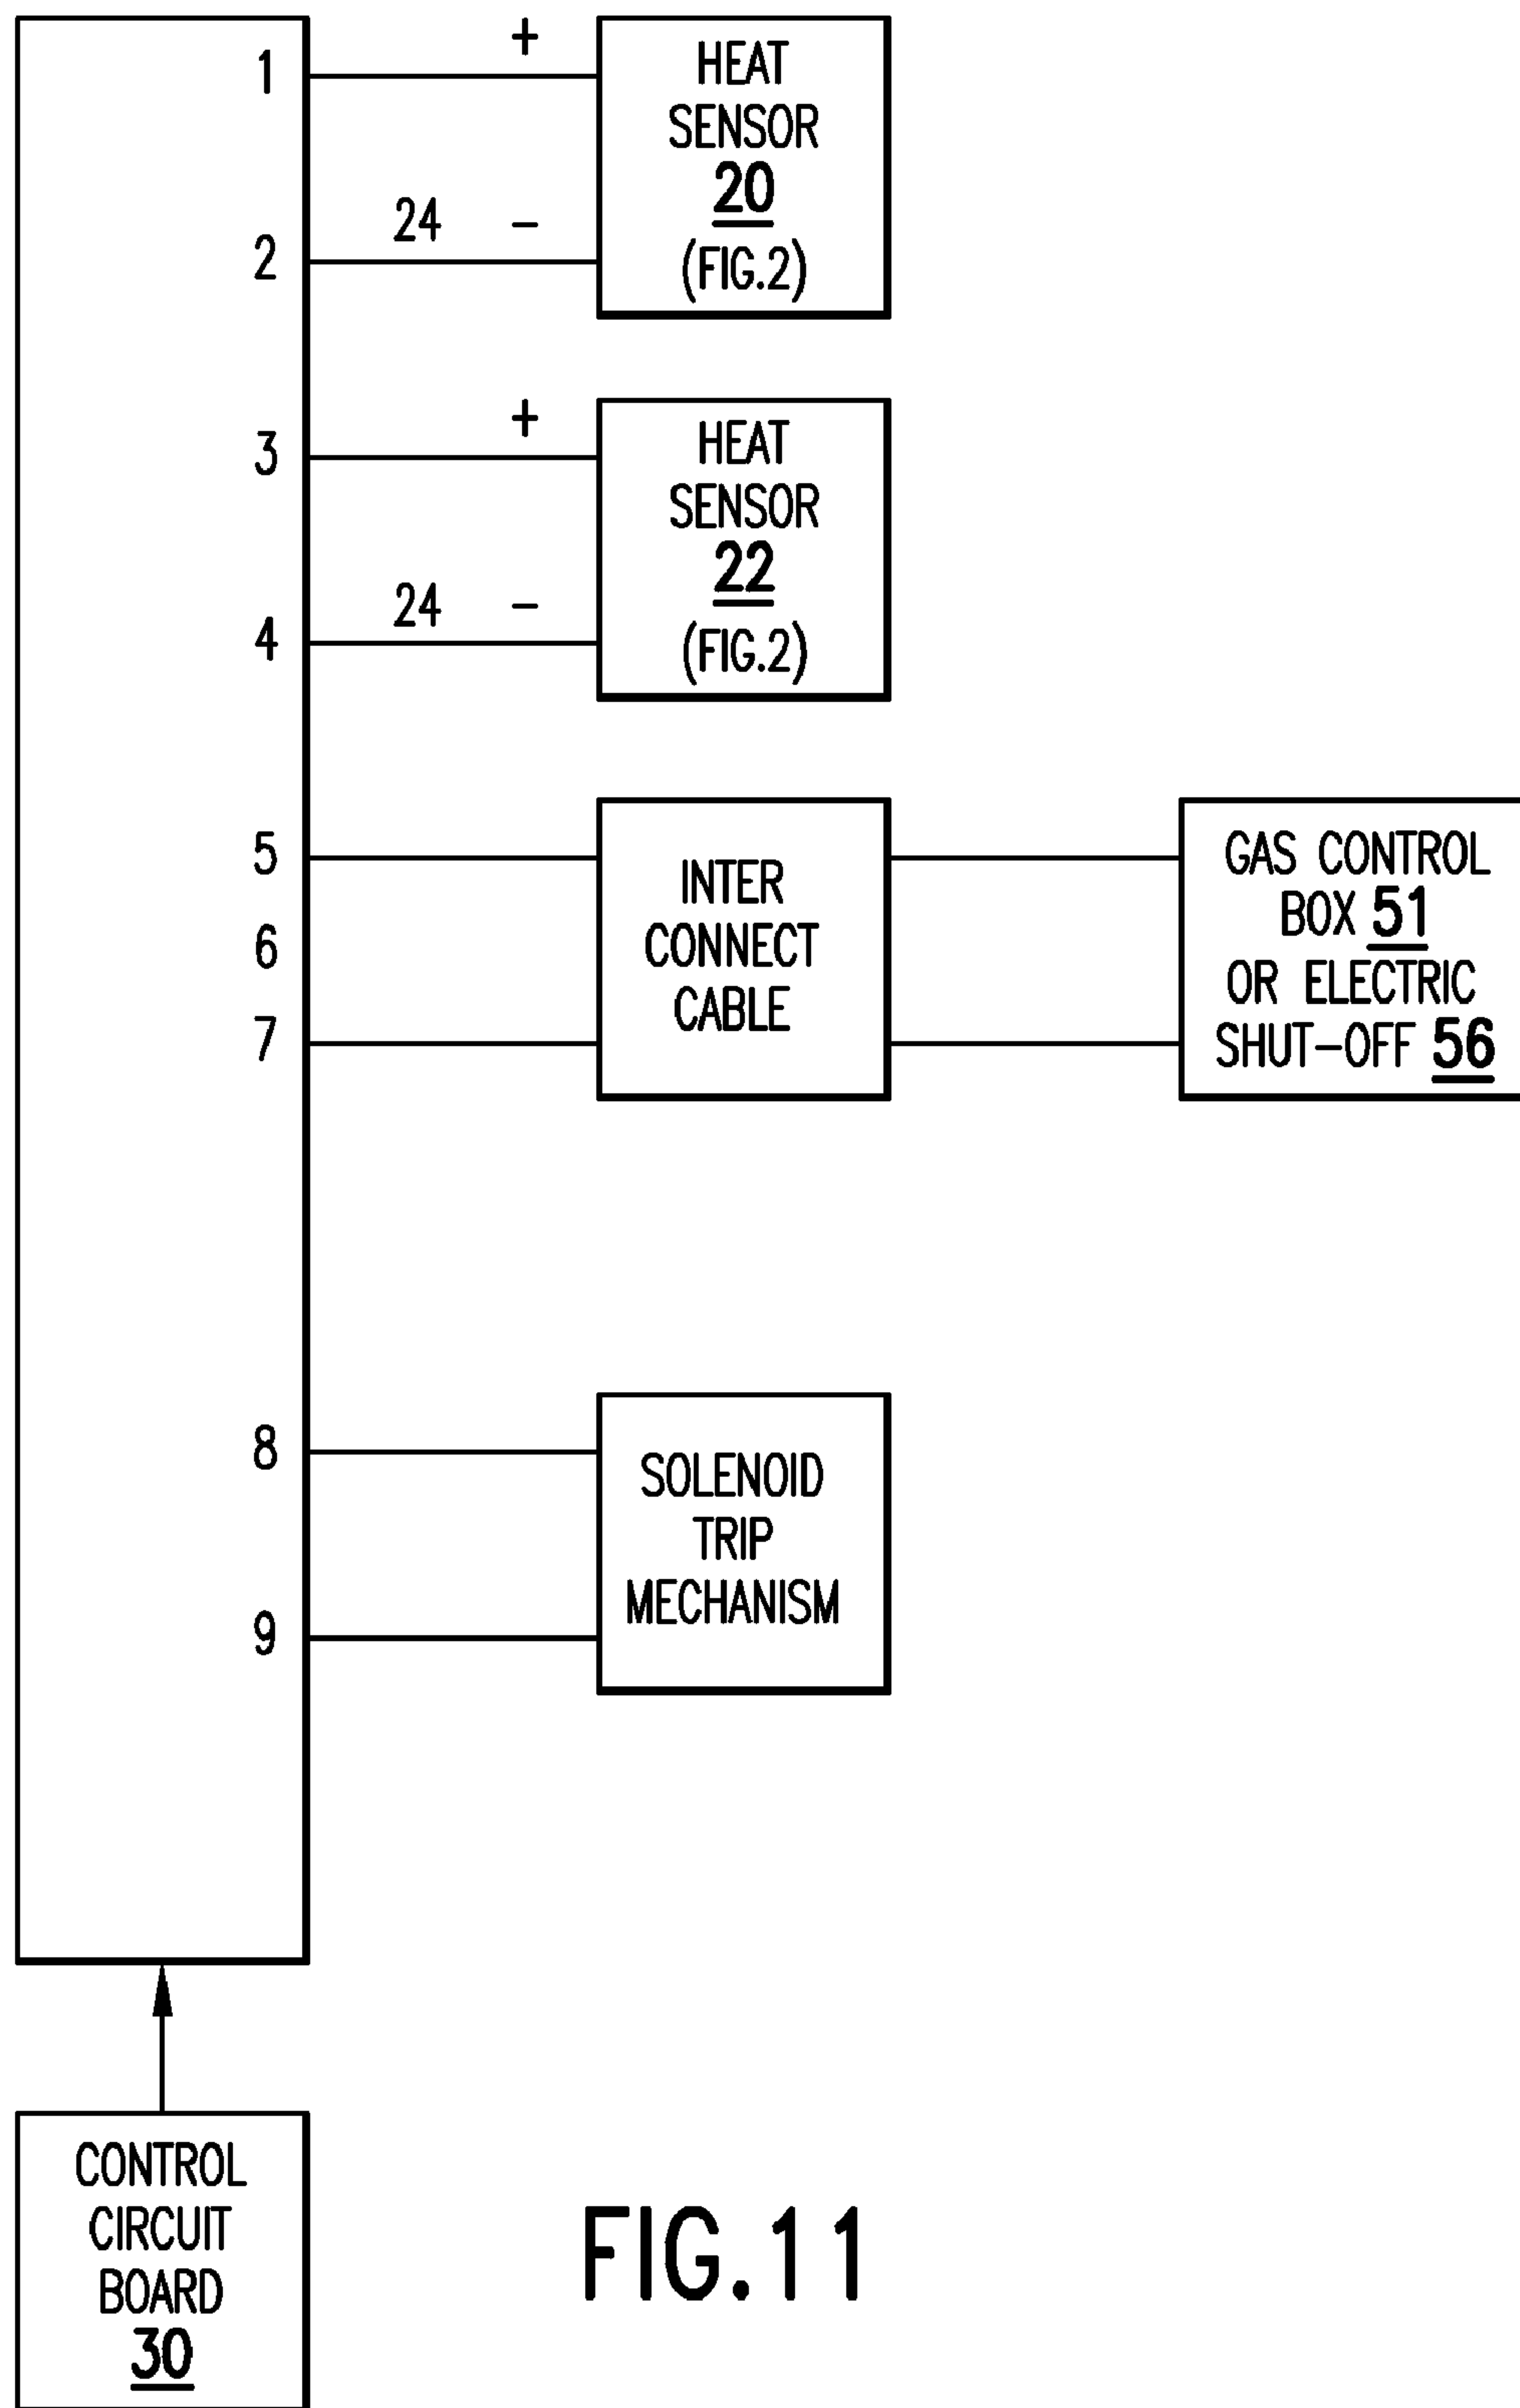 1
+
HEAT
SENSOR
20
(FIG.2)
2
24 -
3
+
HEAT
SENSOR
22
(FIG.2)
4
24 -
5
6
7
INTER
CONNECT
CABLE
GAS CONTROL
BOX 51
OR ELECTRIC
SHUT-OFF 56
8
9
SOLENOID
TRIP
MECHANISM
CONTROL
CIRCUIT
BOARD
30
FIG.11